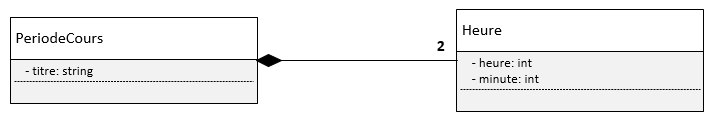 PeriodeCours
- titre: string
2
Heure
- heure: int
- minute: int